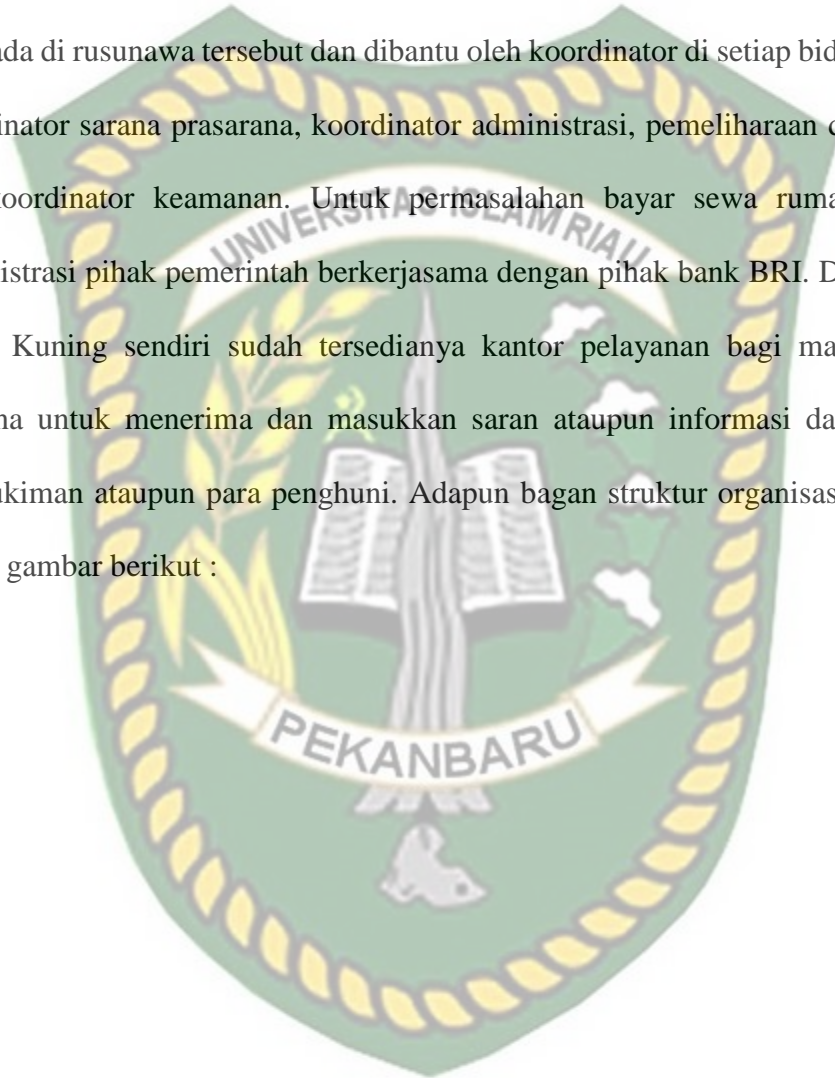 ada di rusunawa tersebut dan dibantu oleh koordinator di setiap bid
inator sarana prasarana, koordinator administrasi, pemeliharaan
koordinator keamanan. Untuk permasalahan bayar sewa ruma
UNIVERSITAS ISLAM RIAU
istrasi pihak pemerintah berkerjasama dengan pihak bank BRI. D
Kuning sendiri sudah tersedianya kantor pelayanan bagi ma
na untuk menerima dan masukkan saran ataupun informasi da
ukiman ataupun para penghuni. Adapun bagan struktur organisas
gambar berikut :
PEKANBARU